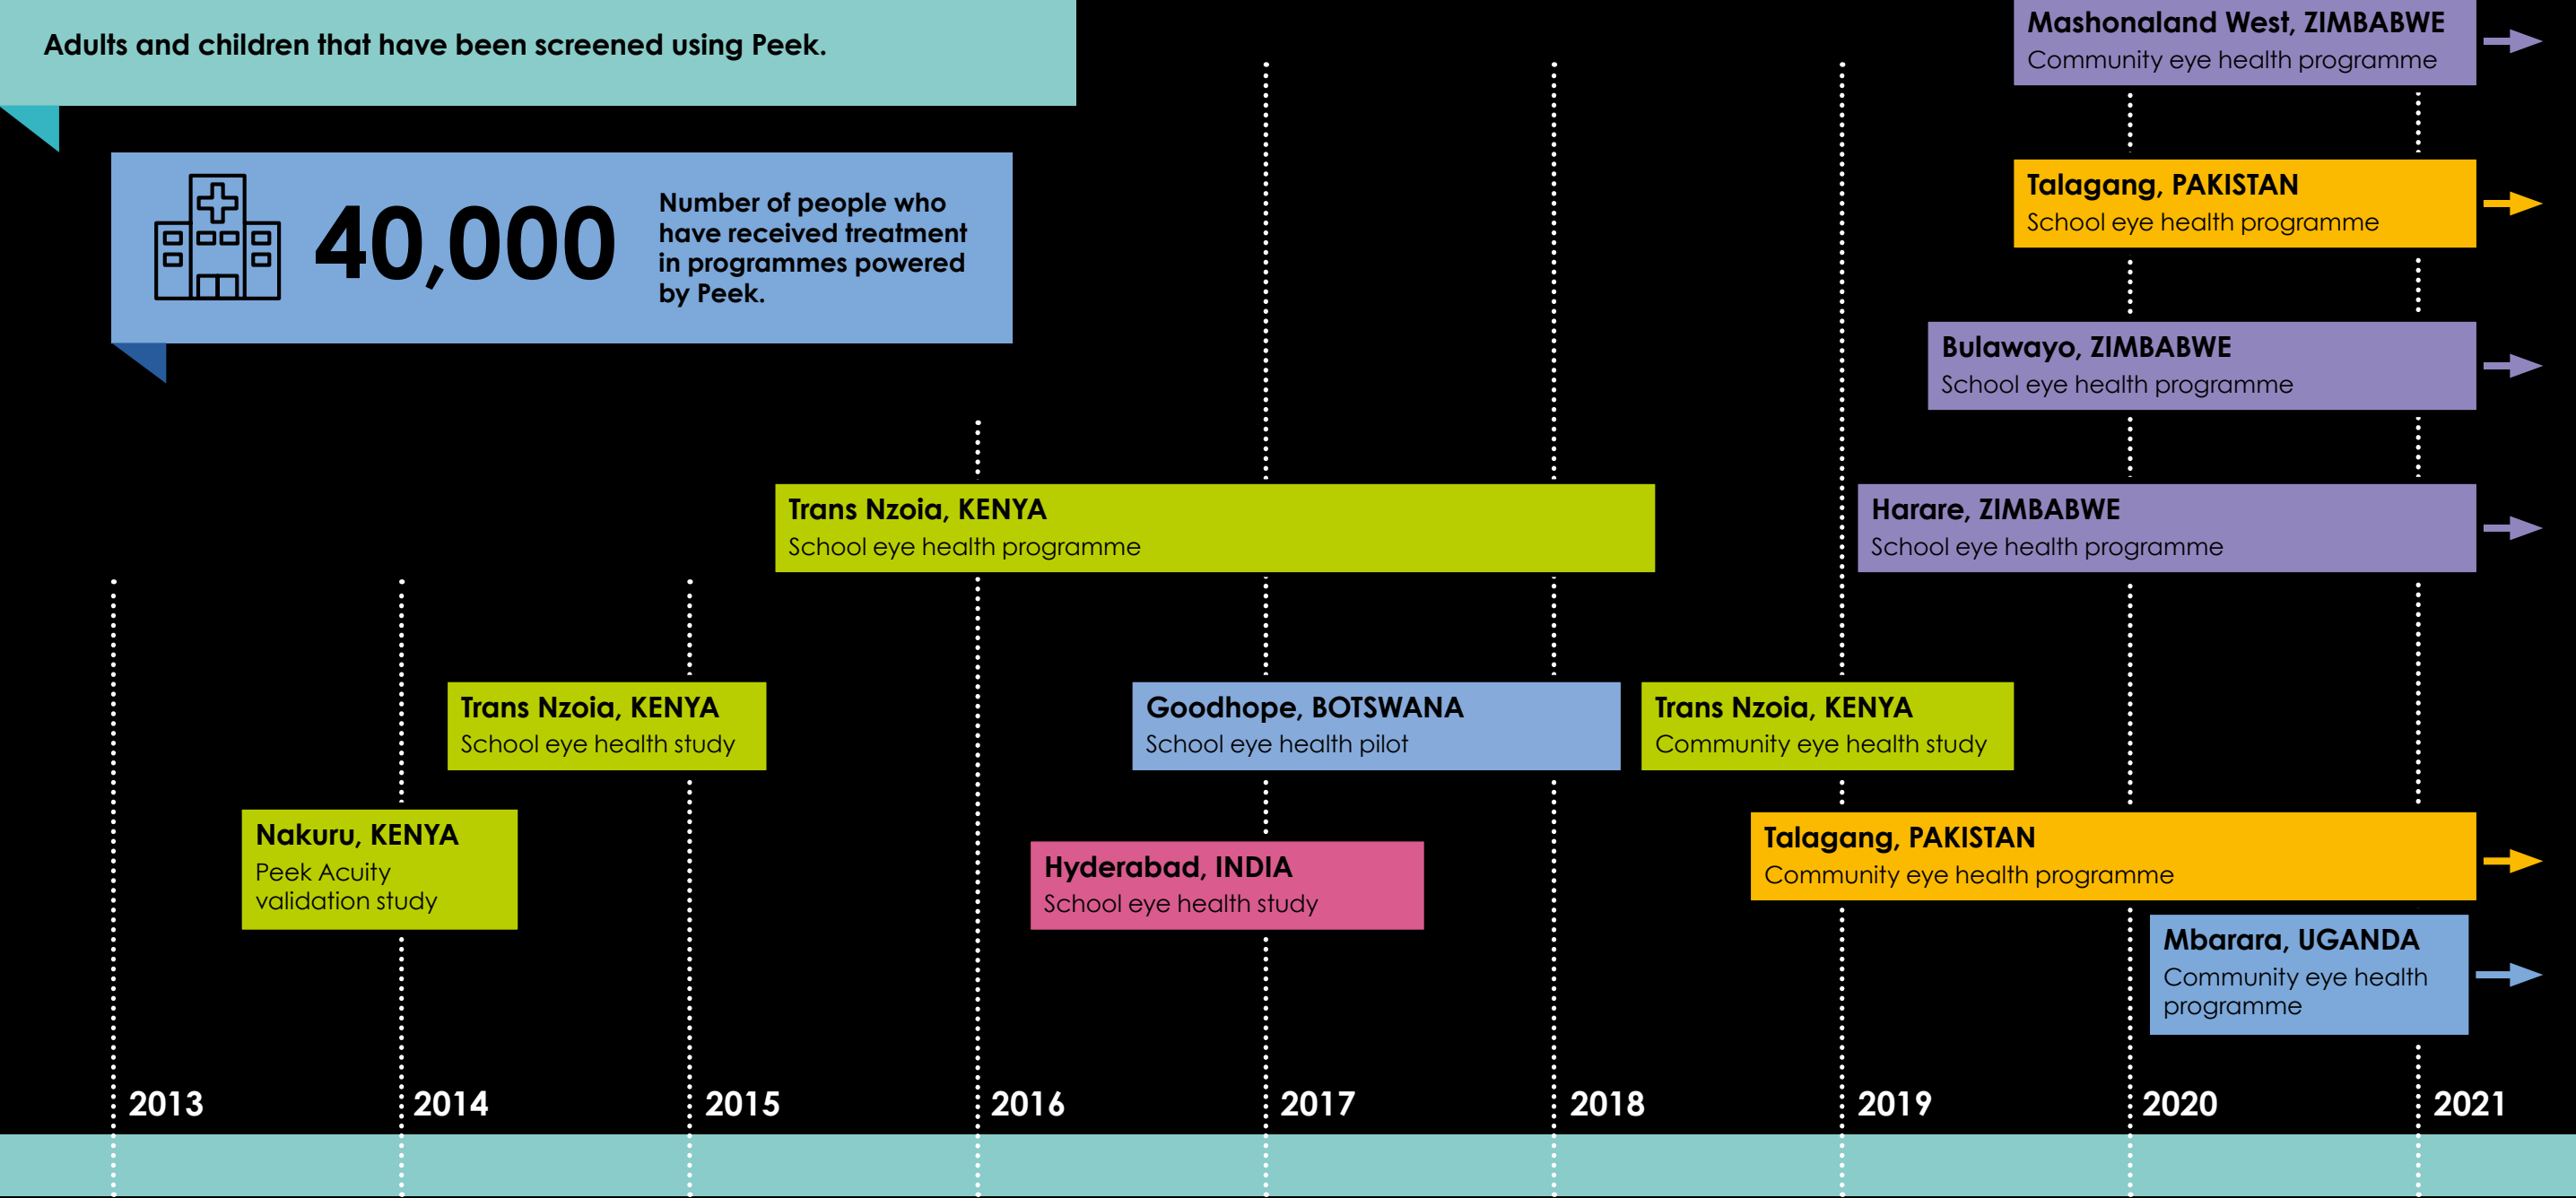 Adults and children that have been screened using Peek.
40,000
Number of people who
have received treatment
in programmes powered
by Peek.
Mashonaland West, ZIMBABWE
Community eye health programme
Talagang, PAKISTAN
School eye health programme
Bulawayo, ZIMBABWE
School eye health programme
Trans Nzoia, KENYA
School eye health programme
Harare, ZIMBABWE
School eye health programme
Trans Nzoia, KENYA
School eye health study
Goodhope, BOTSWANA
School eye health pilot
Trans Nzoia, KENYA
Community eye health study
Nakuru, KENYA
Peek Acuity
validation study
Hyderabad, INDIA
School eye health study
Talagang, PAKISTAN
Community eye health programme
Mbarara, UGANDA
Community eye health
programme
2013
2014
2015
2016
2017
2018
2019
2020
2021